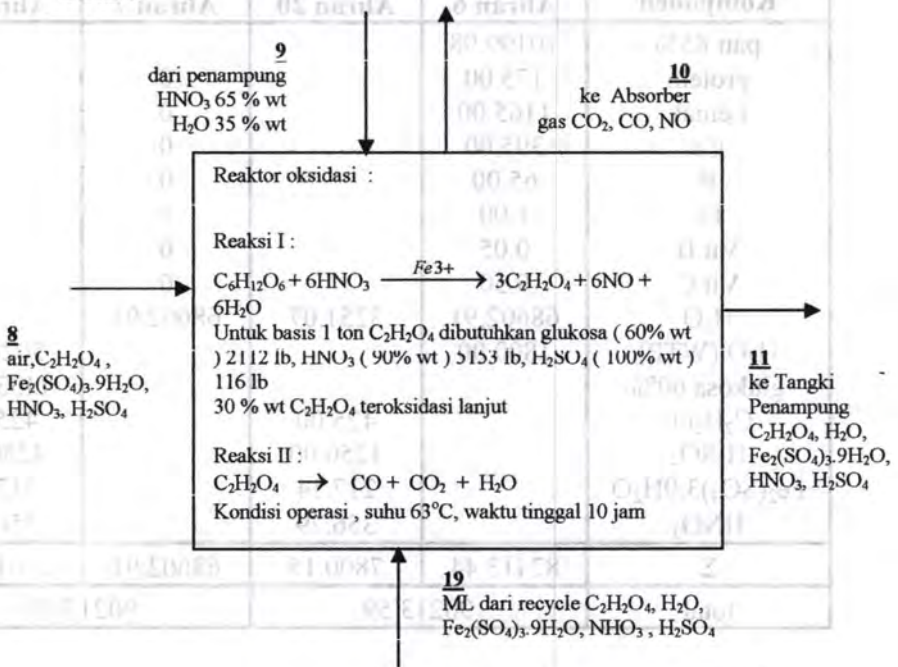 9
dari penampung
HNO₃ 65 % wt
H₂O 35 % wt
10
ke Absorber
gas CO₂, CO, NO
Reaktor oksidasi :
Reaksi I :
C₆H₁₂O₆ + 6HNO₃ Fe3+ → 3C₂H₂O₄ + 6NO +
6H₂O
Untuk basis 1 ton C₂H₂O₄ dibutuhkan glukosa ( 60% wt
) 2112 lb, HNO₃ ( 90% wt ) 5153 lb, H₂SO₄ ( 100% wt )
116 lb
30 % wt C₂H₂O₄ teroksidasi lanjut
Reaksi II :
C₂H₂O₄ → CO + CO₂ + H₂O
Kondisi operasi , suhu 63°C, waktu tinggal 10 jam
8
air,C₂H₂O₄ ,
Fe₂(SO₄)₃.9H₂O,
HNO₃, H₂SO₄
11
ke Tangki
Penampung
C₂H₂O₄, H₂O,
Fe₂(SO₄)₃.9H₂O,
HNO₃, H₂SO₄
19
ML dari recycle C₂H₂O₄, H₂O,
Fe₂(SO₄)₃.9H₂O, NHO₃ , H₂SO₄